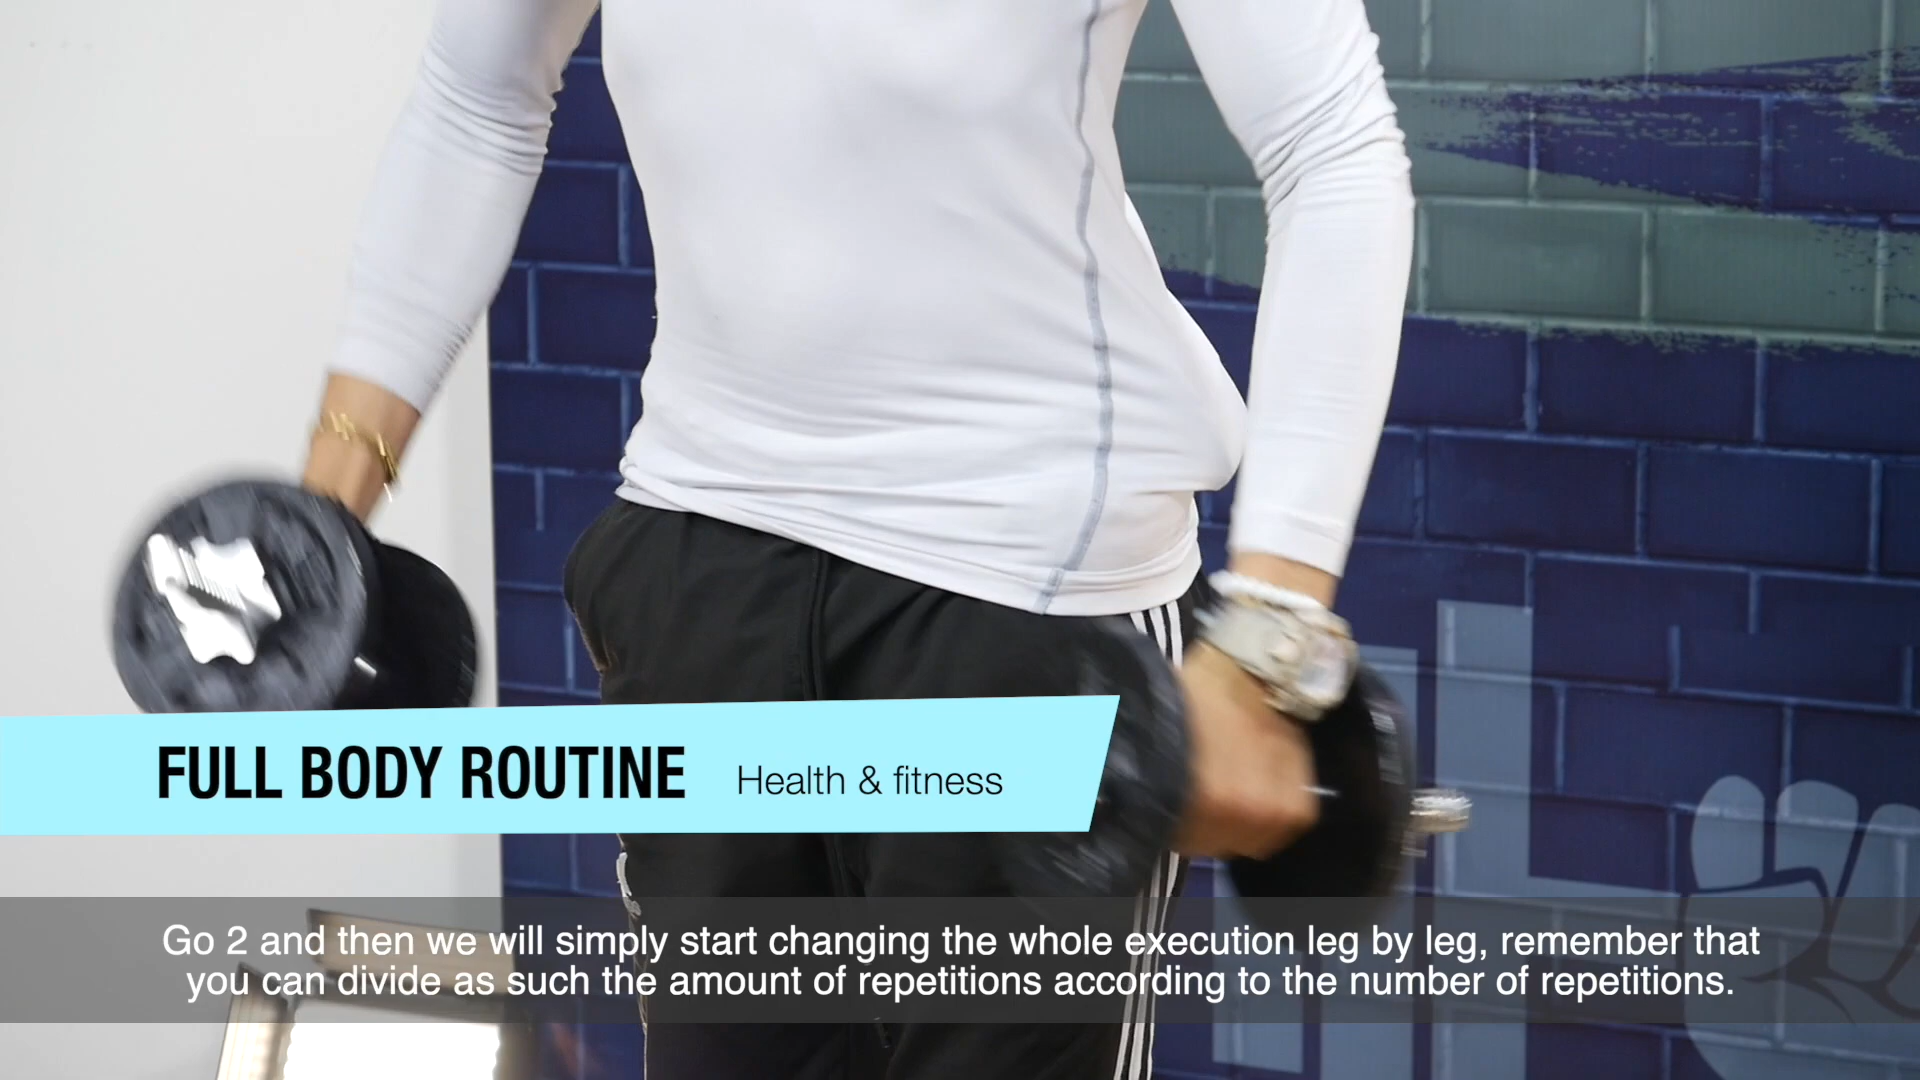 FULL BODY ROUTINE Health & fitness
Go 2 and then we will simply start changing the whole execution leg by leg, remember that
you can divide as such the amount of repetitions according to the number of repetitions.